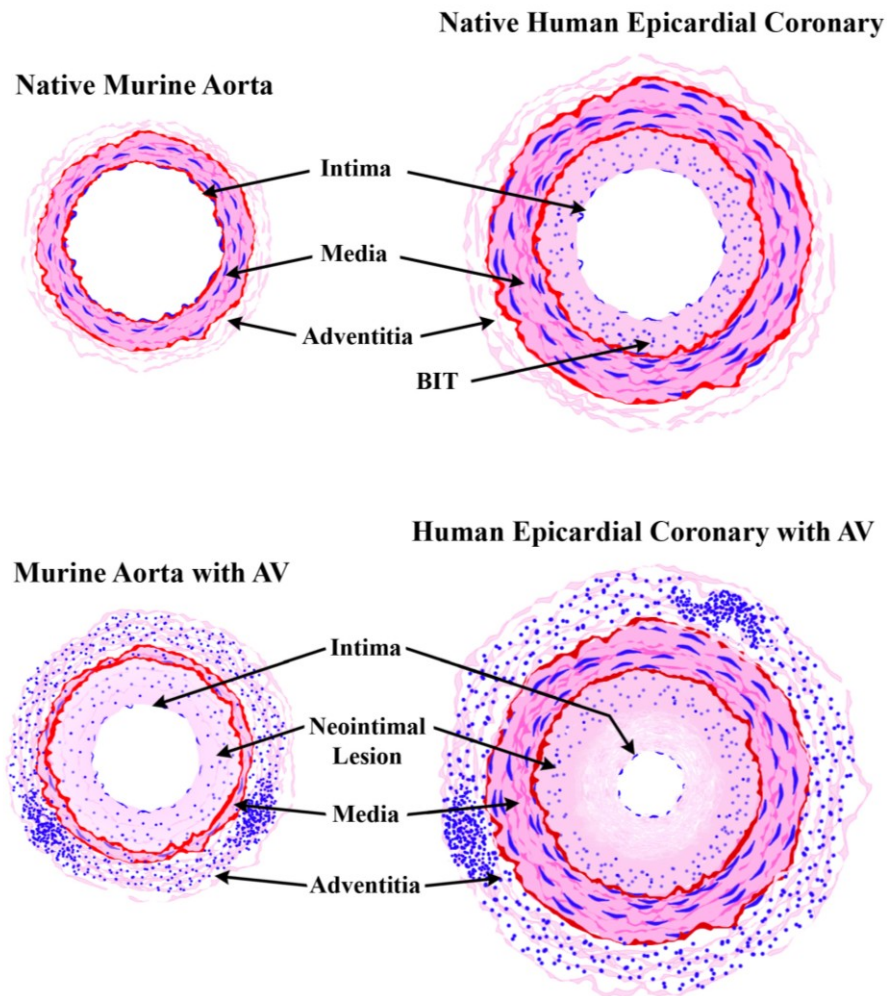 Native Human Epicardial Coronary
Native Murine Aorta
Intima
Media
Adventitia
BIT
Human Epicardial Coronary with AV
Murine Aorta with AV
Intima
Neointimal
Lesion
Media
Adventitia